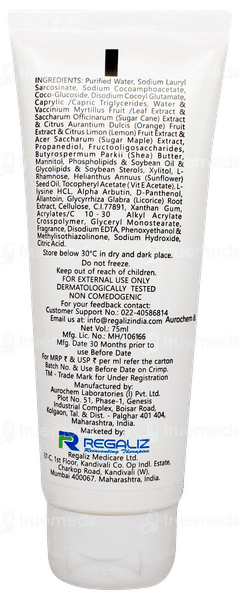 INGREDIENTS: Purified Water, Sodium Lauryl
Sarcosinate, Sodium Cocoamphoacetate,
Coco-Glucoside, Disodium Cocoyl Glutamate,
Caprylic /Capric Triglycerides, Water &
Vaccinium Myrtillus Fruit /Leaf Extract &
Saccharum Officinarum (Sugar Cane) Extract
& Citrus Aurantium Dulcis (Orange) Fruit
Extract & Citrus Limon (Lemon) Fruit Extract &
Acer Saccharum (Sugar Maple) Extract,
Propanediol, Fructooligosaccharides,
Butyrospermum Parkii (Shea) Butter,
Mannitol, Phospholipids & Soybean Oil &
Glycolipids & Soybean Sterols, Xylitol, L-
Rhamnose, Helianthus Annuus (Sunflower)
Seed Oil, Tocopheryl Acetate (Vit E Acetate), L-
lysine HCL, Alpha Arbutin, D-Panthenol,
Allantoin, Glycyrrhiza Glabra (Licorice) Root
Extract, Cellulose, C.I.77891, Xanthan Gum,
Acrylates/C 10-30 Alkyl Acrylate
Crosspolymer, Glyceryl Monostearate,
Fragrance, Disodium EDTA, Phenoxyethanol &
Methylisothiazolinone, Sodium Hydroxide,
Citric Acid.
Store below 30°C in dry and dark place.
Do not freeze.
Keep out of reach of children.
FOR EXTERNAL USE ONLY
DERMATOLOGICALLY TESTED
NON COMEDOGENIC
For your feedback contact:
Customer Support No.: 022-40586814
Email us at info@regalizindia.com Aurochem &
Net Vol.: 75ml
Mfg. Lic. No.: MH/106166
Mfg. Date 30 Months prior to
use Before Date
For MRP ₹ & USP ₹ per ml refer the carton
Batch No. & Use Before Date on Crimp.
TM - Trade Mark for Under Registration
Manufactured by:
Aurochem Laboratories (I) Pvt. Ltd.
Plot No. 51, Phase-1, Genesis
Industrial Complex, Boisar Road,
Kolgaon, Tal. & Dist. - Palghar 401 404,
Maharashtra, India.
Marketed by:
REGALIZ
Reinventing Therapies
Regaliz Medicare Ltd.
37-C, 1st Floor, Kandivali Co. Op Indl. Estate,
Charkop Road, Kandivali (W),
Mumbai 400067. Maharashtra, India.